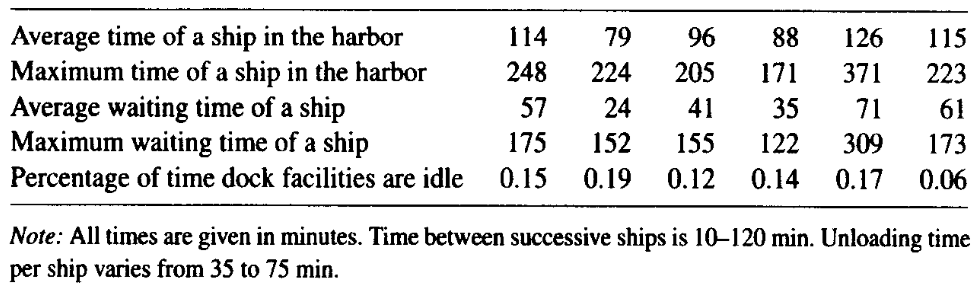 Average time of a ship in the harbor 114 79 96 88 126 115
Maximum time of a ship in the harbor 248 224 205 171 371 223
Average waiting time of a ship 57 24 41 35 71 61
Maximum waiting time of a ship 175 152 155 122 309 173
Percentage of time dock facilities are idle 0.15 0.19 0.12 0.14 0.17 0.06
Note: All times are given in minutes. Time between successive ships is 10–120 min. Unloading time
per ship varies from 35 to 75 min.